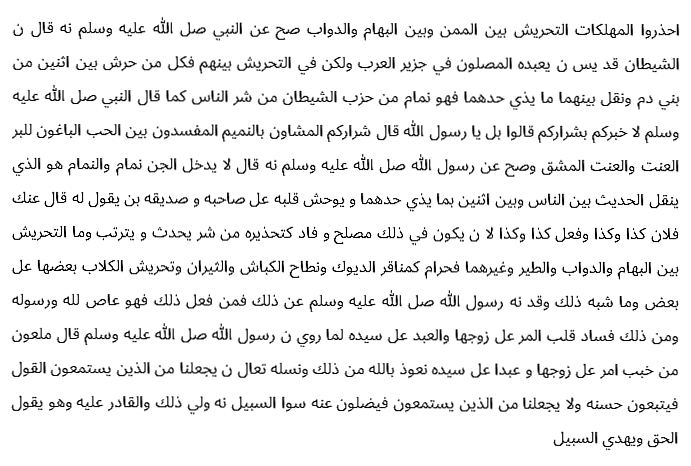 احذروا المهلكات التحريش بين الممن وبين البهام والدواب صح عن النبي صل الله عليه وسلم نه قال ن
الشيطان قد يس ن يعبده المصلون في جزير العرب ولكن في التحريش بينهم فكل من حرش بين اثنين من
بني دم ونقل بينهما ما يذي حدهما فهو نمام من حزب الشيطان من شر الناس كما قال النبي صل الله عليه
وسلم لا خبركم بشراركم قالوا بل يا رسول الله قال شراركم المشاون بالنميم المفسدون بين الحب الباغون للبر
العنت والعنت المشق وصح عن رسول الله صل الله عليه وسلم نه قال لا يدخل الجن نمام والنمام هو الذي
ينقل الحديث بين الناس وبين اثنين بما يذي حدهما و يوحش قلبه عل صاحبه و صديقه بن يقول له قال عنك
فلان كذا وكذا وفعل كذا وكذا لا ن يكون في ذلك مصلح و فاد كتحذيره من شر يحدث و يترتب وما التحريش
بين البهام والدواب والطير وغيرهما فحرام كمناقر الديوك ونطاح الكباش والثيران وتحريش الكلاب بعضها عل
بعض وما شبه ذلك وقد نه رسول الله صل الله عليه وسلم عن ذلك فمن فعل ذلك فهو عاص لله ورسوله
ومن ذلك فساد قلب المر عل زوجها والعبد عل سيده لما روي ن رسول الله صل الله عليه وسلم قال ملعون
من خبب امر عل زوجها و عبدا عل سيده نعوذ بالله من ذلك ونسله تعال ن يجعلنا من الذين يستمعون القول
فيتبعون حسنه ولا يجعلنا من الذين يستمعون فيضلون عنه سوا السبيل نه ولي ذلك والقادر عليه وهو يقول
الحق ويهدي السبيل